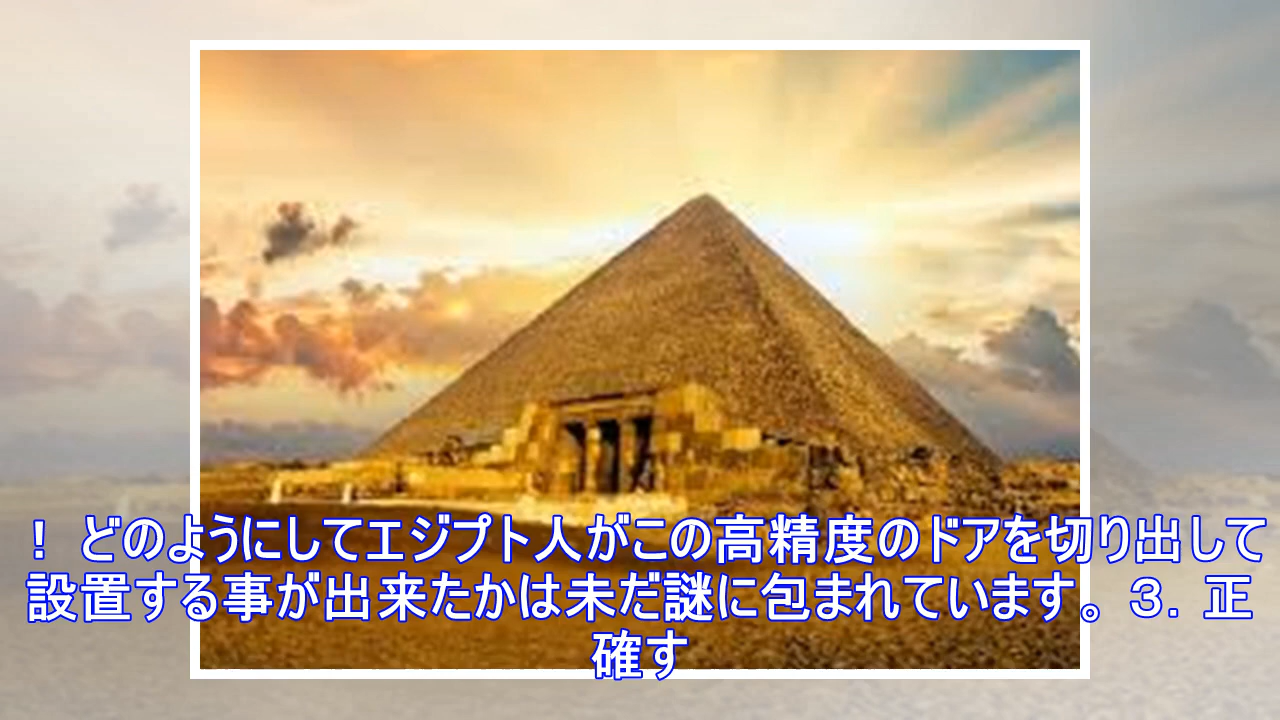 ！ どのようにしてエジプト人がこの高精度のドアを切り出して
設置する事が出来たかは未だ謎に包まれています。３．正
確す